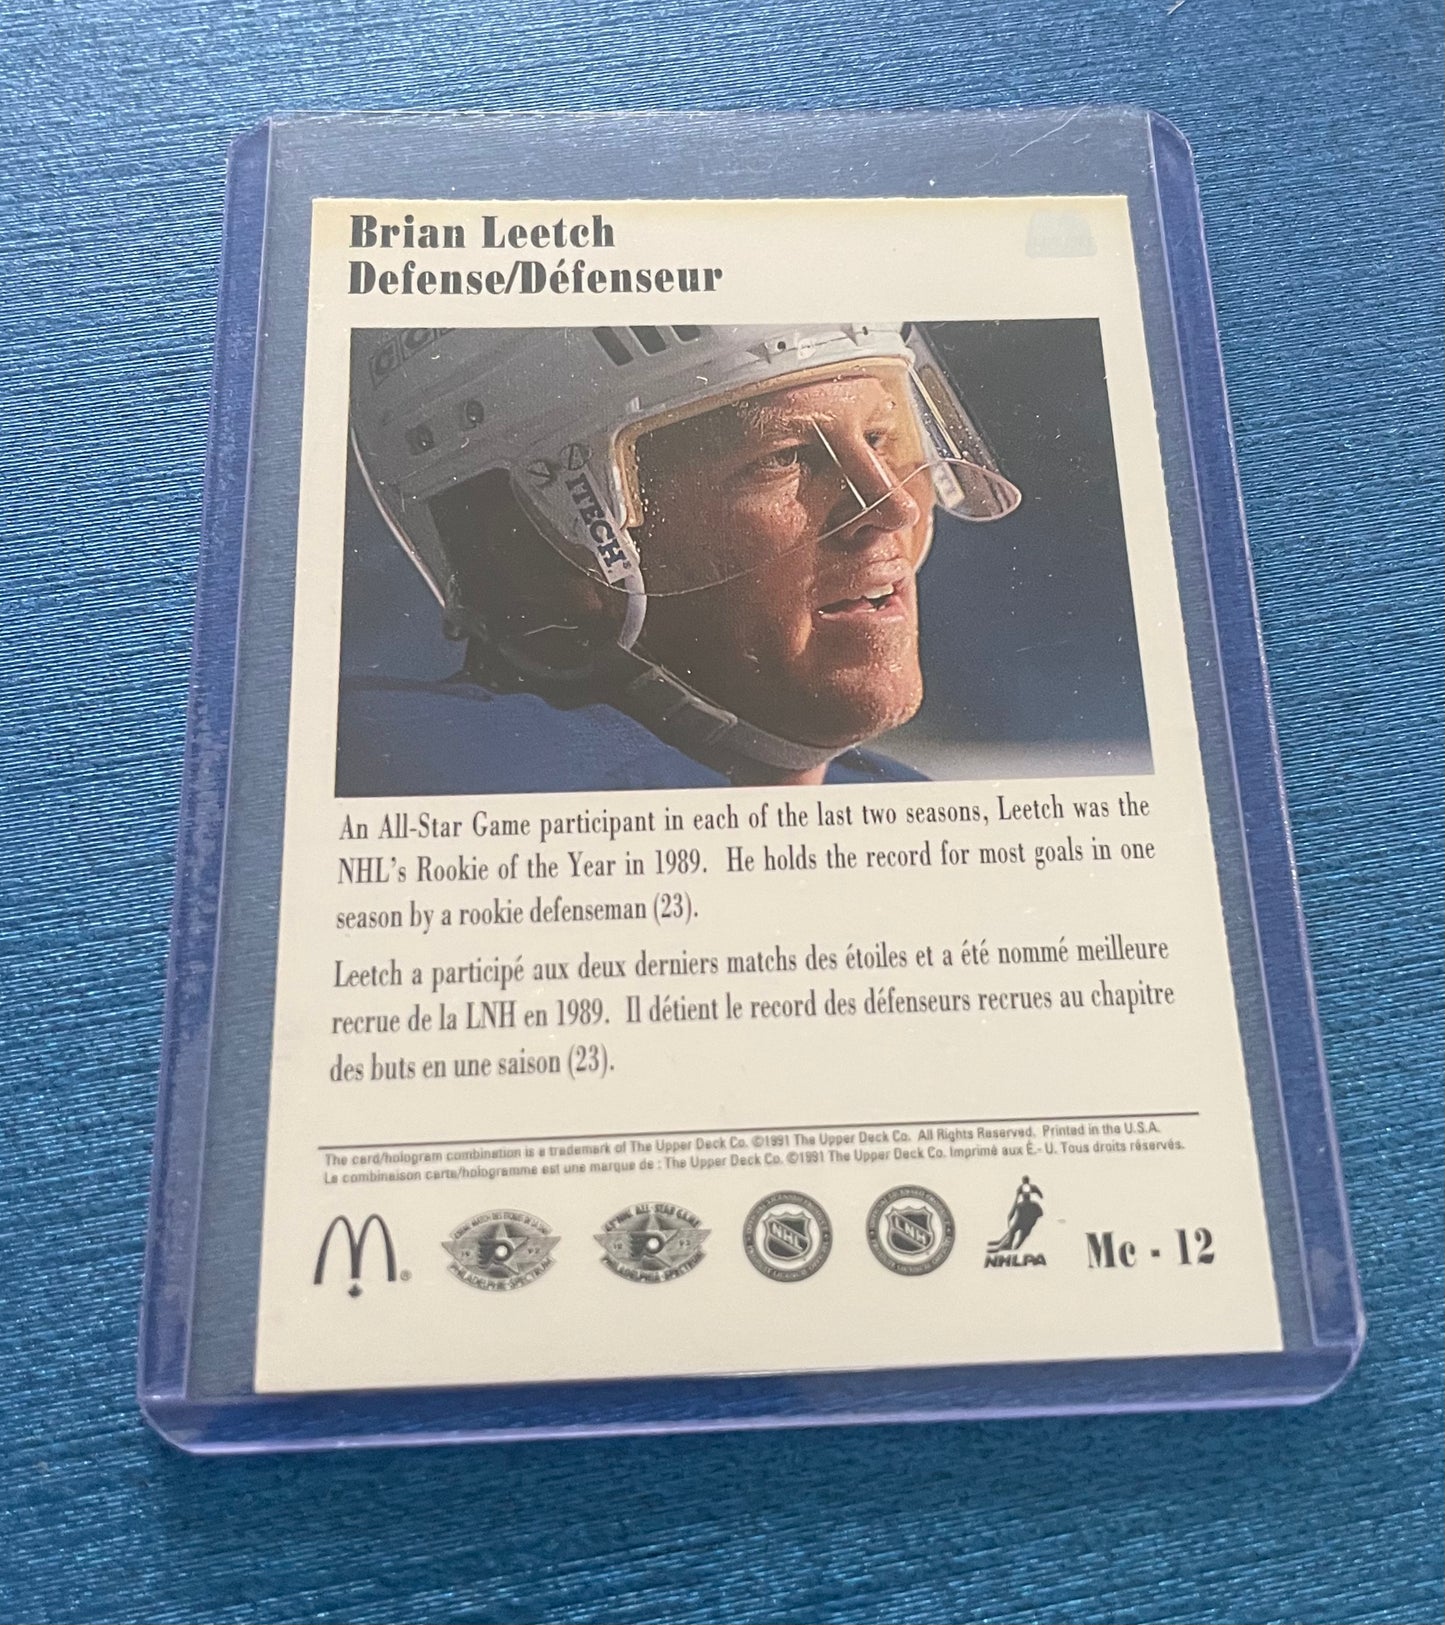 Brian Leetch
Defense/Défenseur
ITECH
An All-Star Game participant in each of the last two seasons, Leetch was the
NHL's Rookie of the Year in 1989. He holds the record for most goals in one
season by a rookie defenseman (23).
Leetch a participé aux deux derniers matchs des étoiles et a été nommé meilleure
recrue de la LNH en 1989. Il détient le record des défenseurs recrues au chapitre
des buts en une saison (23).
The card/hologram combination is a trademark of The Upper Deck Co. ©1991 The Upper Deck Co. All Rights Reserved. Printed in the U.S.A.
La combinaison carte/hologramme est une marque de : The Upper Deck Co. ©1991 The Upper Deck Co. Imprimé aux É.- U. Tous droits réservés.
NHL
LNH
NHLPA
Mc - 12